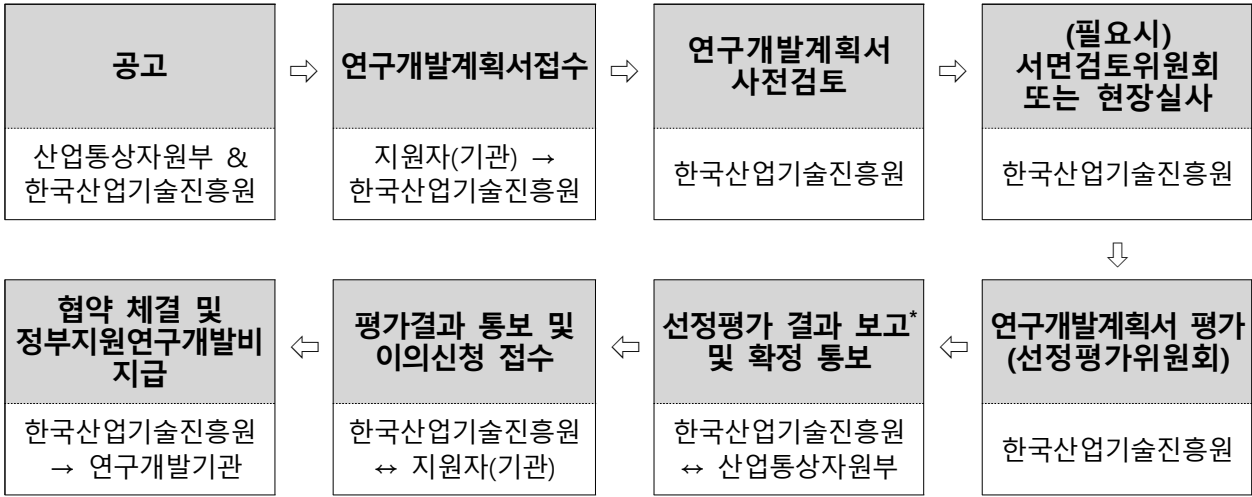 공고
산업통상자원부 &
한국산업기술진흥원
⇨
연구개발계획서접수
지원자(기관) →
한국산업기술진흥원
⇨
연구개발계획서
사전검토
한국산업기술진흥원
⇨
(필요시)
서면검토위원회
또는 현장실사
한국산업기술진흥원
⇩
연구개발계획서 평가
(선정평가위원회)
한국산업기술진흥원
⇦
선정평가 결과 보고*
및 확정 통보
한국산업기술진흥원
↔ 산업통상자원부
⇦
평가결과 통보 및
이의신청 접수
한국산업기술진흥원
↔ 지원자(기관)
⇦
협약 체결 및
정부지원연구개발비
지급
한국산업기술진흥원
→ 연구개발기관